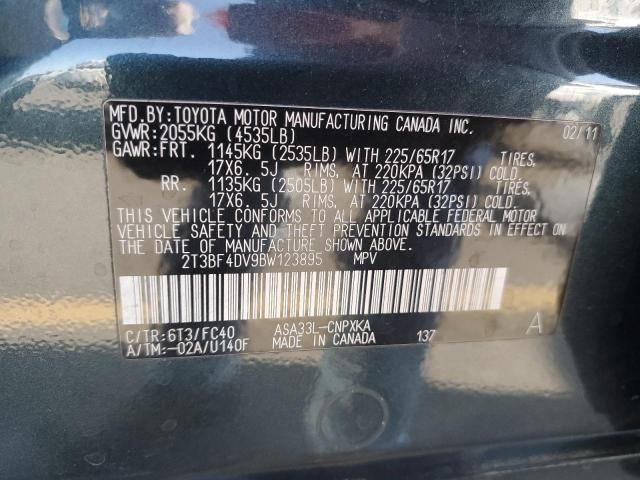 MFD.BY:TOYOTA MOTOR MANUFACTURING CANADA INC.
GVWR:2055KG (4535LB) 02/11
GAWR:FRT. 1145KG (2535LB) WITH 225/65R17 TIRES,
17X6.5J RIMS, AT 220KPA (32PSI) COLD.
RR. 1135KG (2505LB) WITH 225/65R17 TIRES,
17X6.5J RIMS, AT 220KPA (32PSI) COLD.
THIS VEHICLE CONFORMS TO ALL APPLICABLE FEDERAL MOTOR
VEHICLE SAFETY AND THEFT PREVENTION STANDARDS IN EFFECT ON
THE DATE OF MANUFACTURE SHOWN ABOVE.
2T3BF4DV9BW123895 MPV
C/TR:6T3/FC40 ASA33L-CNPXKA A
A/TM:-02A/U140F MADE IN CANADA 137